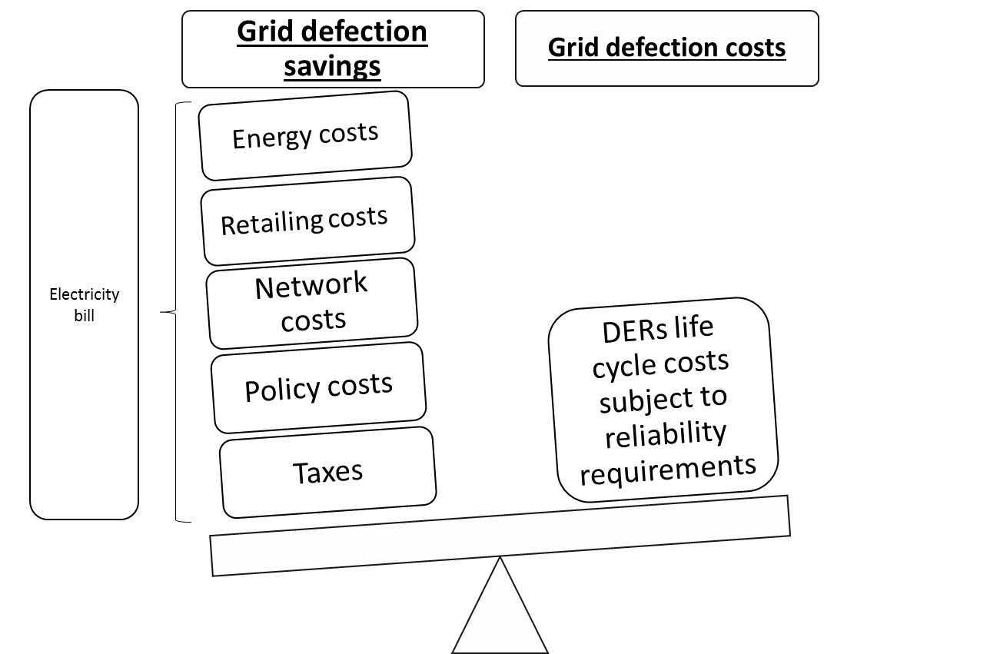 Grid defection
savings
Grid defection costs
Electricity
bill
Energy costs
Retailing costs
Network
costs
Policy costs
Taxes
DERs life
cycle costs
subject to
reliability
requirements